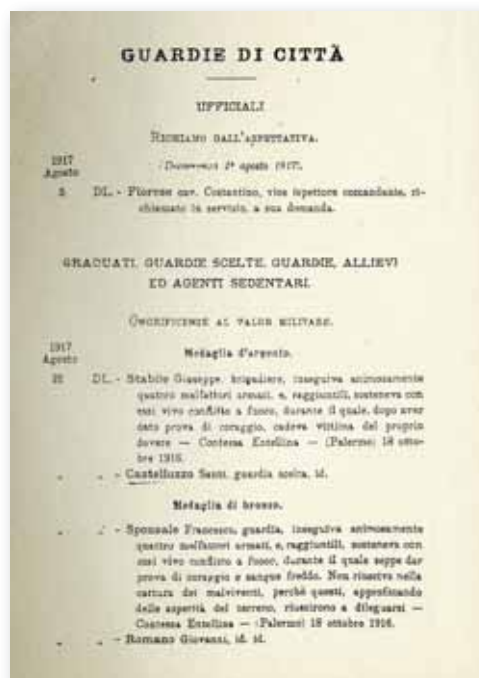 GUARDIE DI CITTÀ
UFFICIALI
RICHIAMO DALL'ASPETTATIVA.
1917
Agosto
(Decorrenza 1º agosto 1917).
5 DL. - Fiorese cav. Costantino, vice ispettore comandante, ri-
chiamato in servizio, a sua domanda.
GRADUATI, GUARDIE SCELTE, GUARDIE, ALLIEVI
ED AGENTI SEDENTARI.
ONORIFICENZE AL VALOR MILITARE.
1917
Agosto
Medaglia d'argento.
DL. - Stabile Giuseppe, brigadiere, inseguiva animosamente
quattro malfattori armati, e, raggiuntili, sosteneva con
essi vivo conflitto a fuoco, durante il quale, dopo aver
dato prova di coraggio, cadeva vittima del proprio
dovere — Contessa Entellina — (Palermo) 18 otto-
bre 1916.
„ „ - Castelluzzo Santi, guardia scelta, id.
Medaglia di bronzo.
„ „ - Sponsale Francesco, guardia, inseguiva animosamente
quattro malfattori armati, e, raggiuntili, sosteneva con
essi vivo conflitto a fuoco, durante il quale seppe dar
prova di coraggio e sangue freddo. Non riusciva nella
cattura dei malviventi, perchè questi, approfittando
delle asperità del terreno, riuscirono a dileguarsi —
Contessa Entellina — (Palermo) 18 ottobre 1916.
„ „ - Romano Giovanni, id. id.